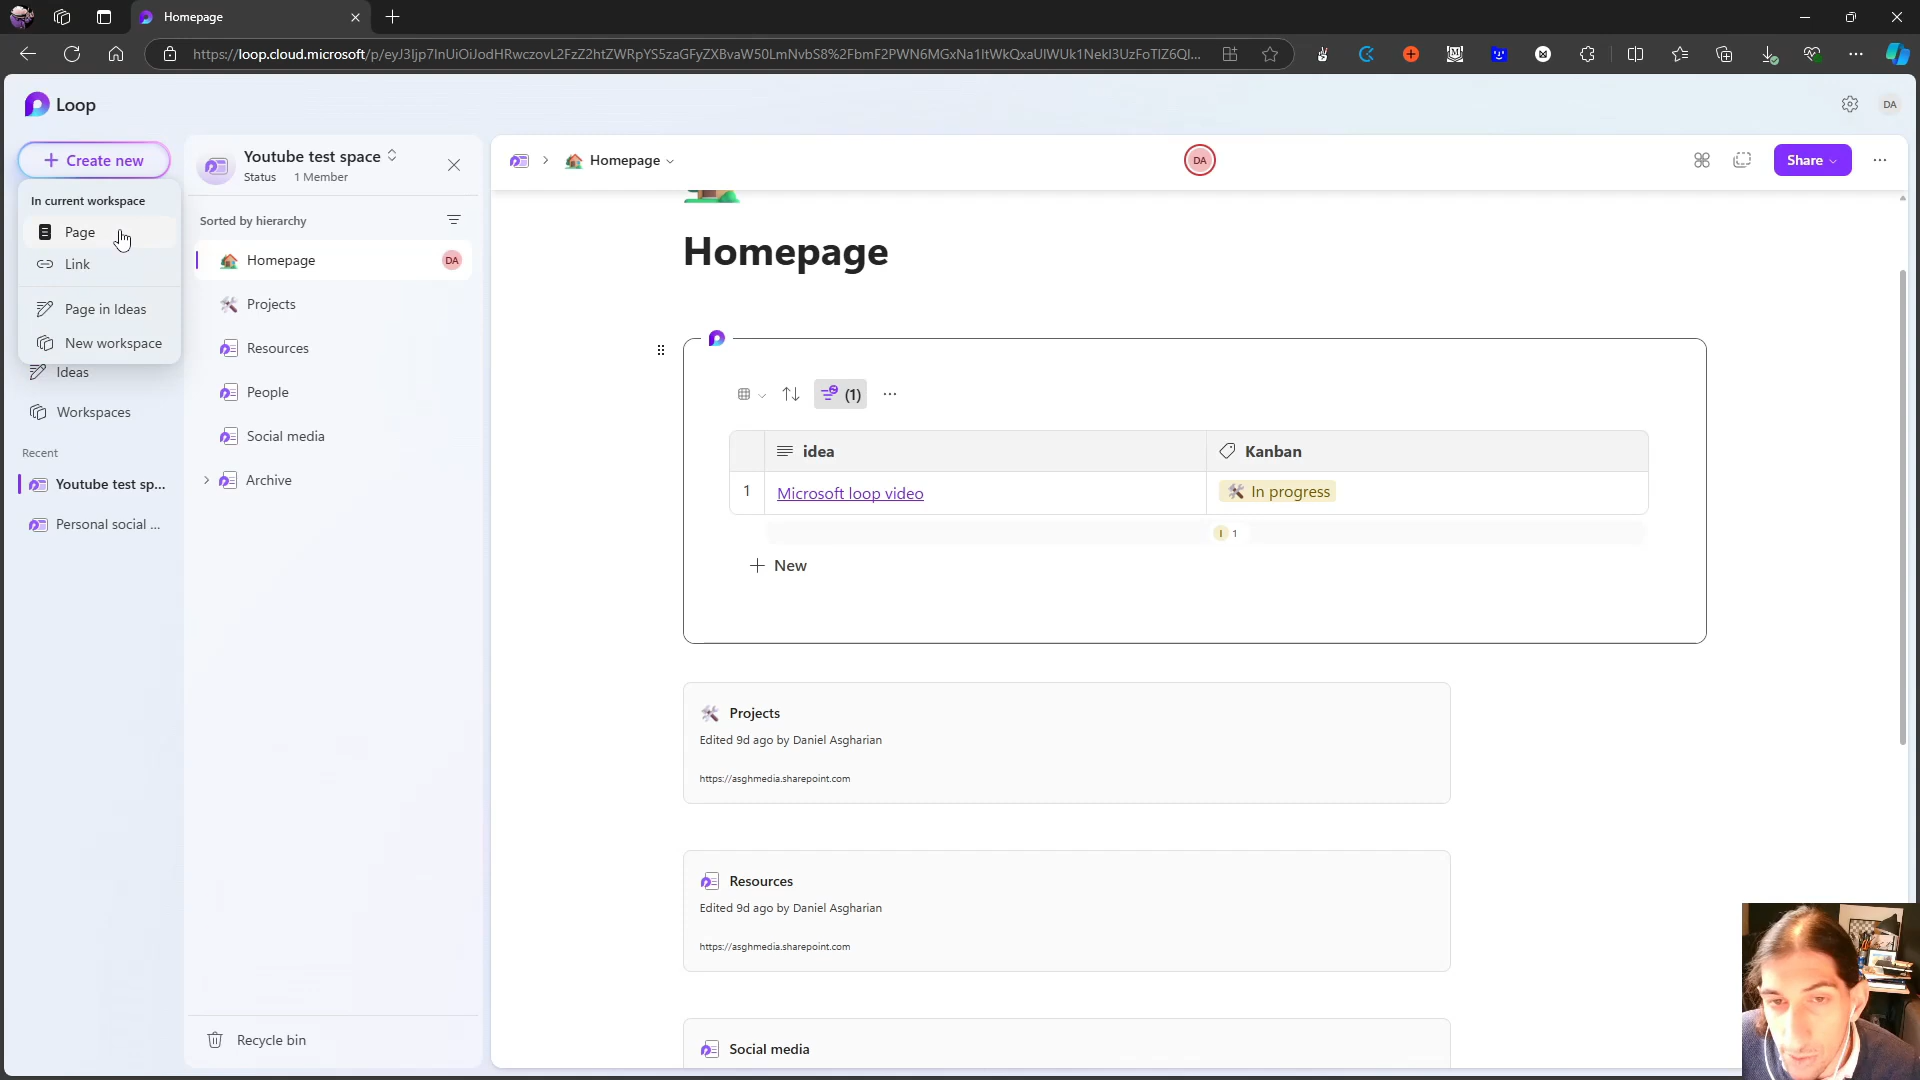 Homepage
https://loop.cloud.microsoft/p/
Loop
DA
Create new
Youtube test space
Status 1 Member
Homepage
DA
Share
In current workspace
Page
Link
Page in Ideas
New workspace
Ideas
Workspaces
Recent
Youtube test sp...
Personal social ...
Sorted by hierarchy
Homepage
DA
Projects
Resources
People
Social media
Archive
Recycle bin
Homepage
(1)
idea
Kanban
1
Microsoft loop video
In progress
I 1
New
Projects
Edited 9d ago by Daniel Asgharian
https://asghmedia.sharepoint.com
Resources
Edited 9d ago by Daniel Asgharian
https://asghmedia.sharepoint.com
Social media